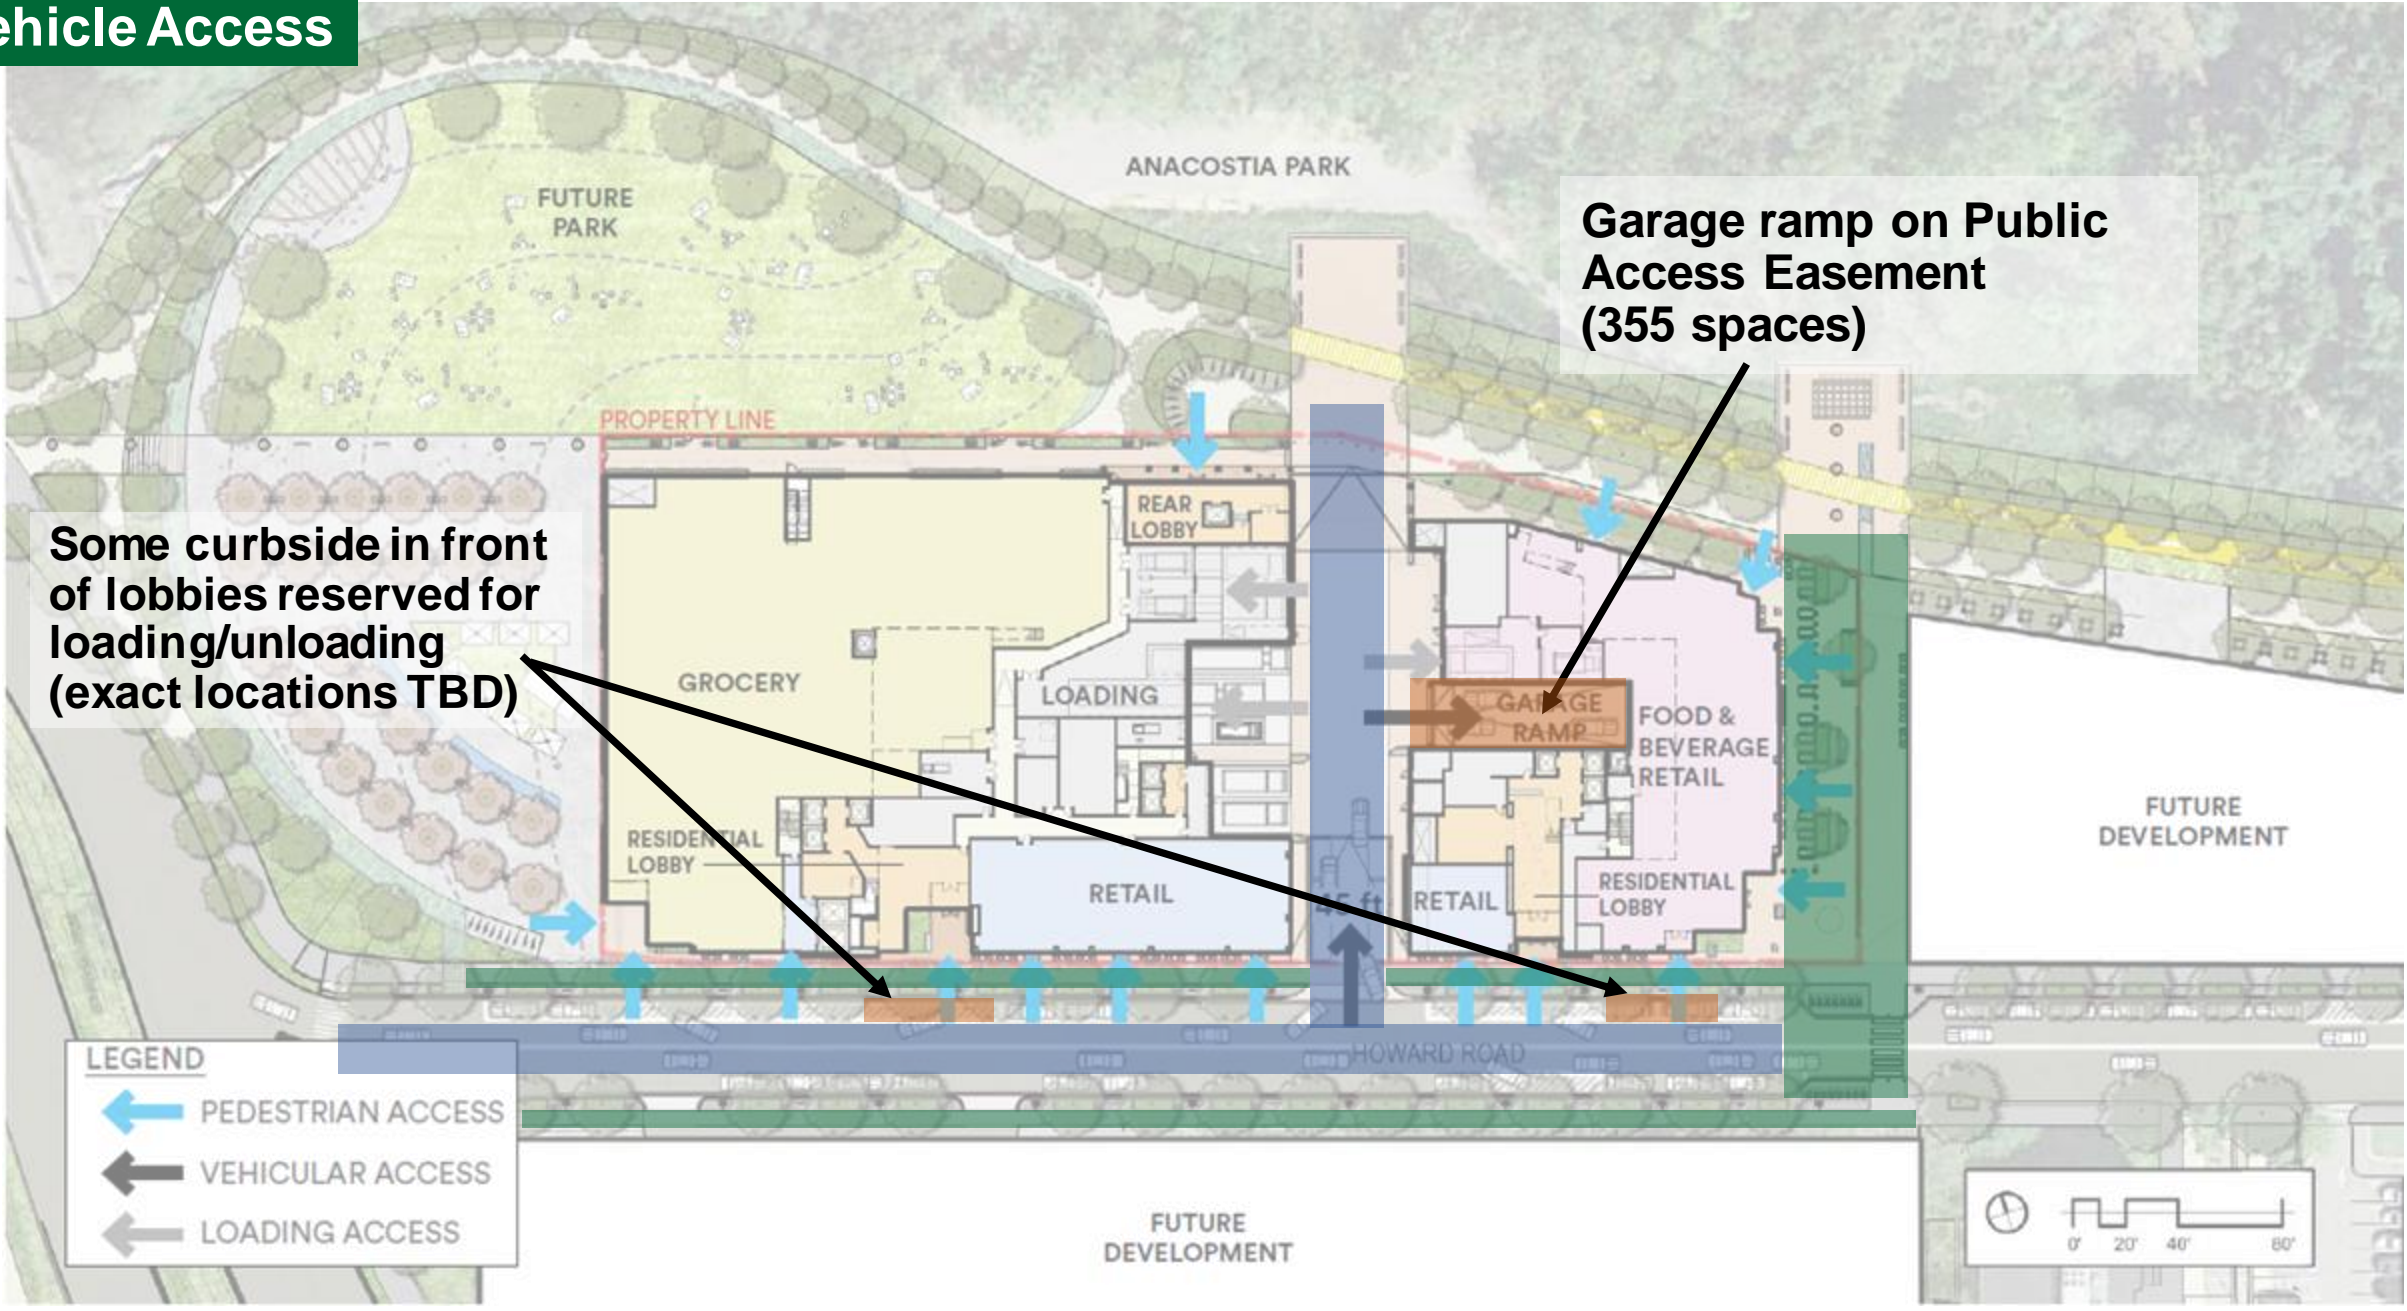 ehicle Access
ANACOSTIA PARK
FUTURE
PARK
Garage ramp on Public
Access Easement
(355 spaces)
PROPERTY LINE
REAR
LOBBY
Some curbside in front
of lobbies reserved for
loading/unloading
(exact locations TBD)
GROCERY
LOADING
GARAGE
RAMP
FOOD &
BEVERAGE
RETAIL
FUTURE
DEVELOPMENT
RESIDENTIAL
LOBBY
RETAIL
45 ft
RETAIL
RESIDENTIAL
LOBBY
HOWARD ROAD
LEGEND
PEDESTRIAN ACCESS
VEHICULAR ACCESS
LOADING ACCESS
FUTURE
DEVELOPMENT
0' 20' 40' 80'